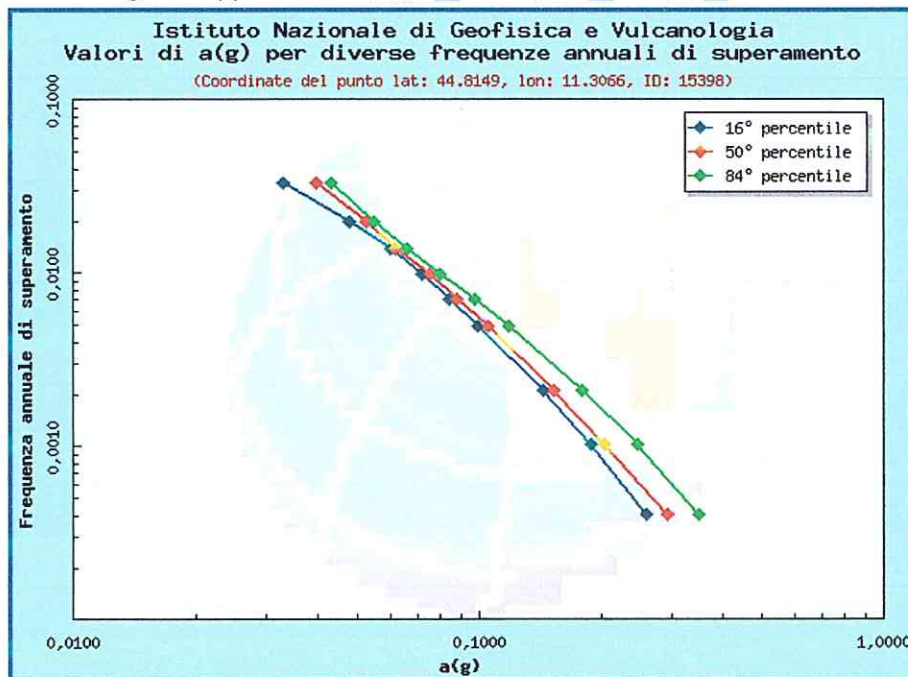 Istituto Nazionale di Geofisica e Vulcanologia
Valori di a(g) per diverse frequenze annuali di superamento
(Coordinate del punto lat: 44.8149, lon: 11.3066, ID: 15398)
0,1000
16° percentile
50° percentile
84° percentile
Frequenza annuale di superamento
0,0100
0,0010
0,0100
0,1000
1,0000
a(g)